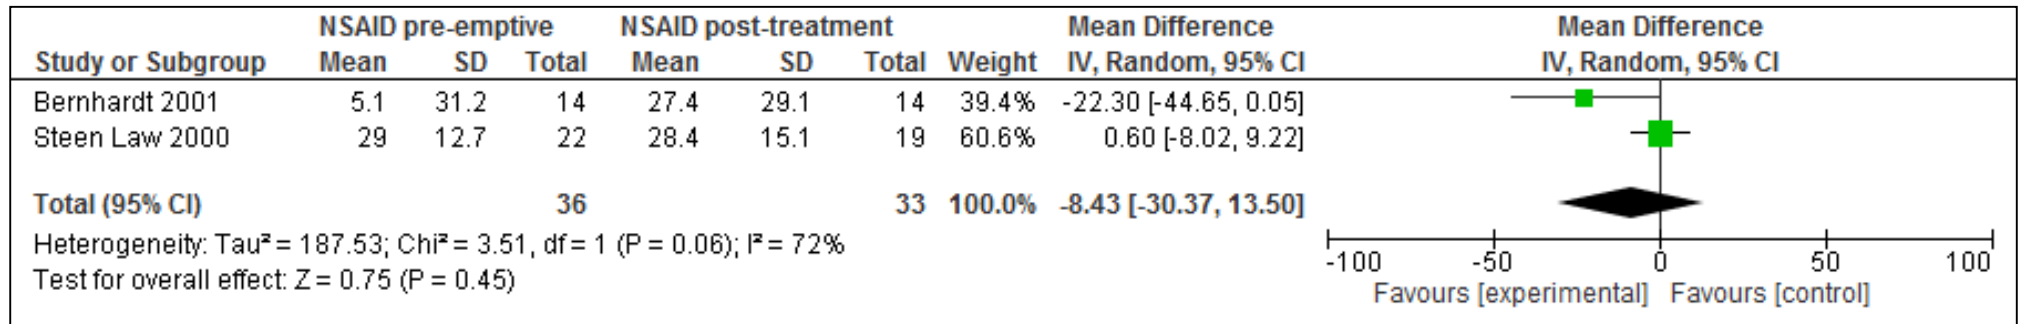 NSAID pre-emptive NSAID post-treatment Mean Difference Mean Difference
Study or Subgroup Mean SD Total Mean SD Total Weight IV, Random, 95% CI IV, Random, 95% CI
Bernhardt 2001 5.1 31.2 14 27.4 29.1 14 39.4% -22.30 [-44.65, 0.05]
Steen Law 2000 29 12.7 22 28.4 15.1 19 60.6% 0.60 [-8.02, 9.22]
Total (95% CI) 36 33 100.0% -8.43 [-30.37, 13.50]
Heterogeneity: Tau² = 187.53; Chi² = 3.51, df = 1 (P = 0.06); I² = 72%
Test for overall effect: Z = 0.75 (P = 0.45)
-100 -50 0 50 100
Favours [experimental] Favours [control]